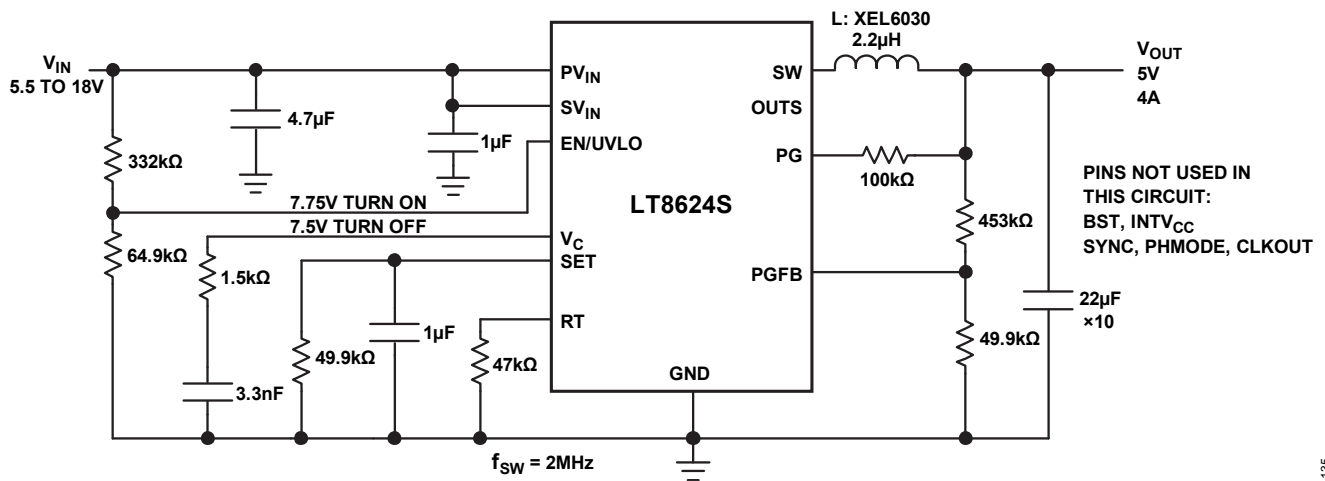 L: XEL6030
2.2µH
V_IN
5.5 TO 18V
PV_IN
SW
V_OUT
5V
4A
SV_IN
OUTS
4.7µF
1µF
EN/UVLO
332kΩ
PG
100kΩ
PINS NOT USED IN
THIS CIRCUIT:
BST, INTV_CC
SYNC, PHMODE, CLKOUT
7.75V TURN ON
LT8624S
7.5V TURN OFF
453kΩ
64.9kΩ
V_C
1.5kΩ
SET
PGFB
22µF
×10
RT
1µF
49.9kΩ
47kΩ
49.9kΩ
3.3nF
GND
f_SW = 2MHz
135